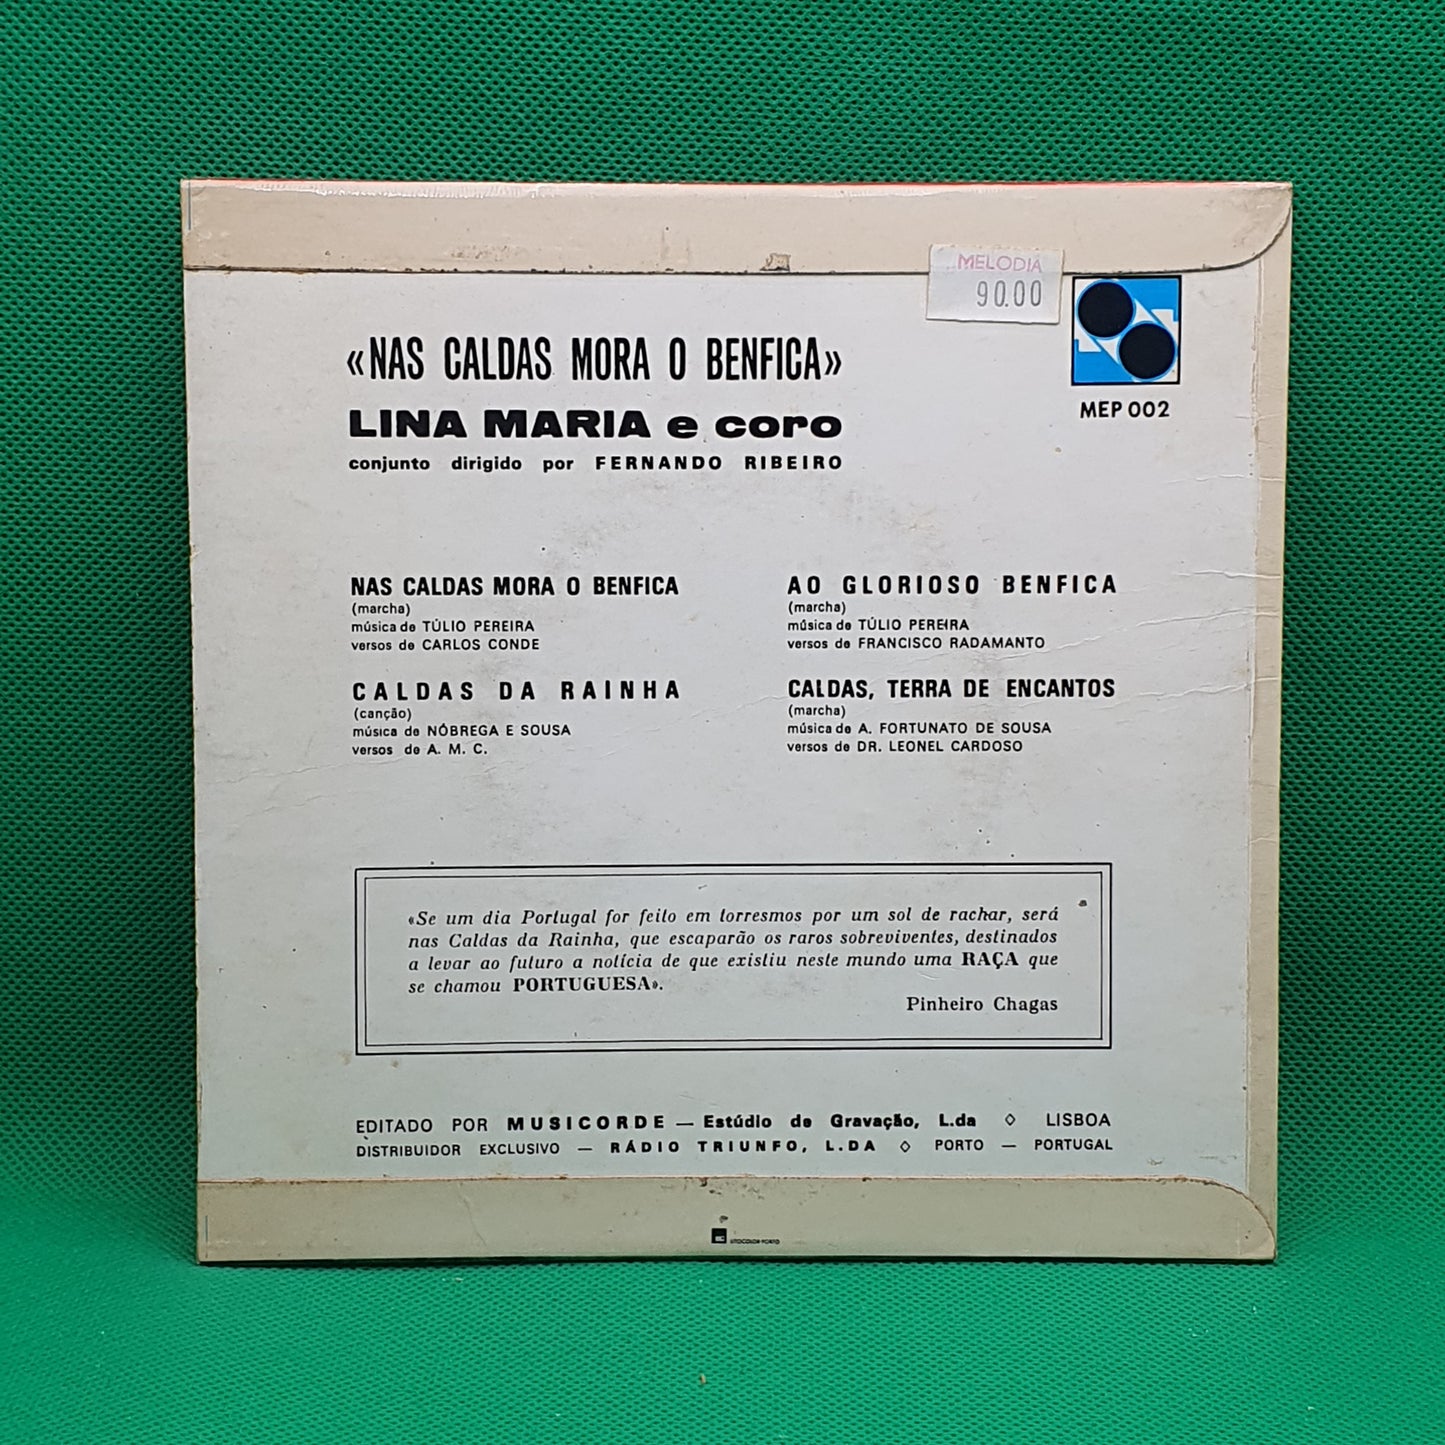 MELODIA
90.00
«NAS CALDAS MORA O BENFICA»
LINA MARIA e coro
conjunto dirigido por FERNANDO RIBEIRO
MEP 002
NAS CALDAS MORA O BENFICA
(marcha)
música de TÚLIO PEREIRA
versos de CARLOS CONDE
CALDAS DA RAINHA
(canção)
música de NÓBREGA E SOUSA
versos de A. M. C.
AO GLORIOSO BENFICA
(marcha)
música de TÚLIO PEREIRA
versos de FRANCISCO RADAMANTO
CALDAS, TERRA DE ENCANTOS
(marcha)
música de A. FORTUNATO DE SOUSA
versos de DR. LEONEL CARDOSO
«Se um dia Portugal for feito em torresmos por um sol de rachar, será
nas Caldas da Rainha, que escaparão os raros sobreviventes, destinados
a levar ao futuro a notícia de que existiu neste mundo uma RAÇA que
se chamou PORTUGUESA».
Pinheiro Chagas
EDITADO POR MUSICORDE — Estúdio de Gravação, L.da ◊ LISBOA
DISTRIBUIDOR EXCLUSIVO — RÁDIO TRIUNFO, L.DA ◊ PORTO — PORTUGAL
LITOCOLOR-PORTO